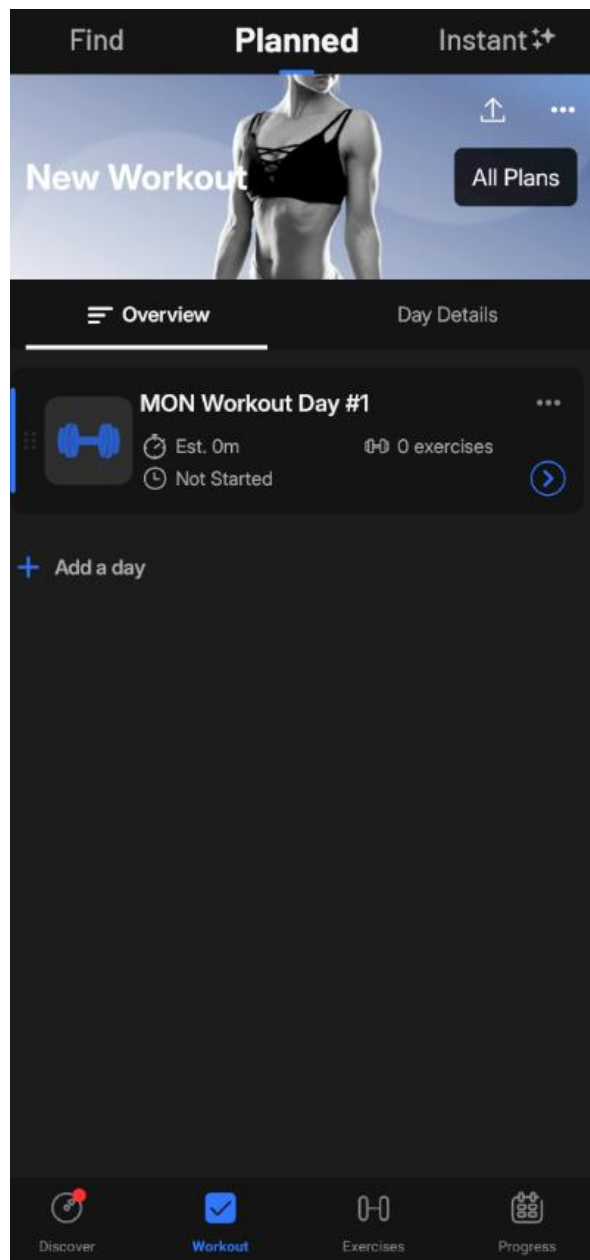 Find Planned Instant
New Workout
All Plans
Overview Day Details
MON Workout Day #1
Est. 0m 0 exercises
Not Started
+ Add a day
Discover Workout Exercises Progress